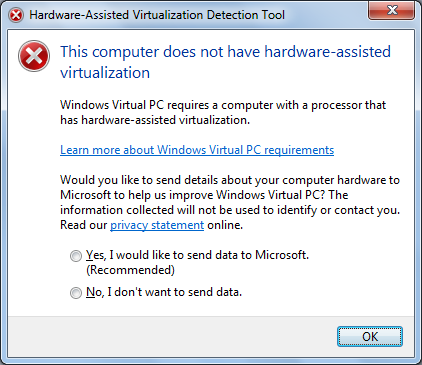 Hardware-Assisted Virtualization Detection Tool
This computer does not have hardware-assisted
virtualization
Windows Virtual PC requires a computer with a processor that
has hardware-assisted virtualization.
Learn more about Windows Virtual PC requirements
Would you like to send details about your computer hardware to
Microsoft to help us improve Windows Virtual PC? The
information collected will not be used to identify or contact you.
Read our privacy statement online.
Yes, I would like to send data to Microsoft.
(Recommended)
No, I don't want to send data.
OK